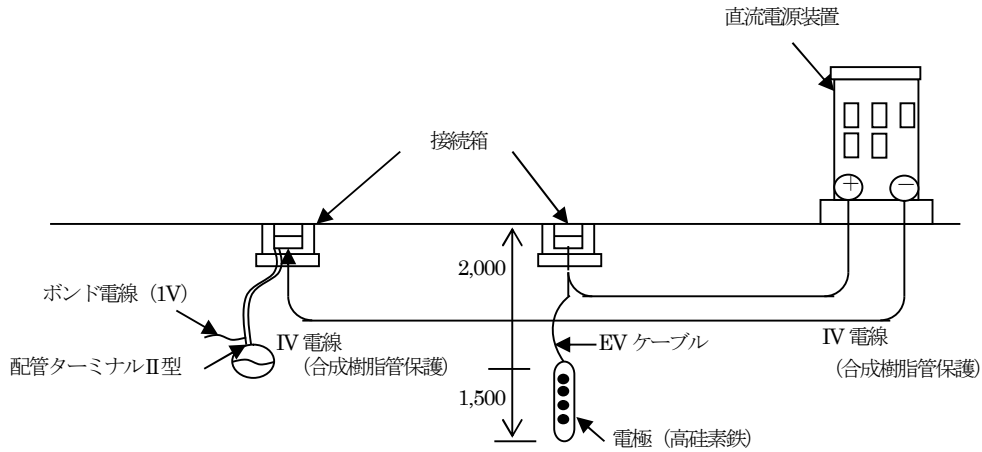 直流電源装置
接続箱
+
−
2,000
ボンド電線（1V）
IV 電線
（合成樹脂管保護）
EV ケーブル
IV 電線
（合成樹脂管保護）
配管ターミナルⅡ型
1,500
電極（高硅素鉄）